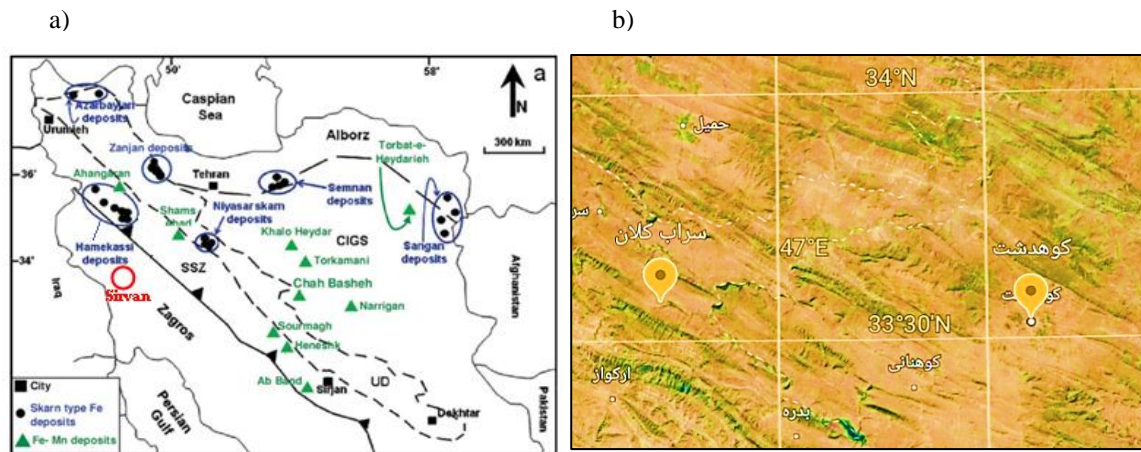 a)
b)
50
58
a
N
300 km
Caspian
Sea
Alborz
Azarbayjan
deposits
Urumieh
Zanjan deposits
Torbat-e-
Heydarieh
36
Tehran
Semnan
deposits
Ahangaran
Niyasar skarn
deposits
Shams
Abad
Khalo Heydar
CIGS
Sangan
deposits
Hamekassi
deposits
Torkamani
34
SSZ
Iraq
Sirvan
Chah Basheh
Afghanistan
Zagros
Narrigan
Sourmagh
Heneshk
Ab Band
Sirjan
UD
Dekhtar
Pakistan
Persian
Gulf
City
Skarn type Fe
deposits
Fe- Mn deposits
34°N
حمیل
سراب کلان
47°E
کوهدشت
33°30'N
ارکواز
کوهنانی
بدره